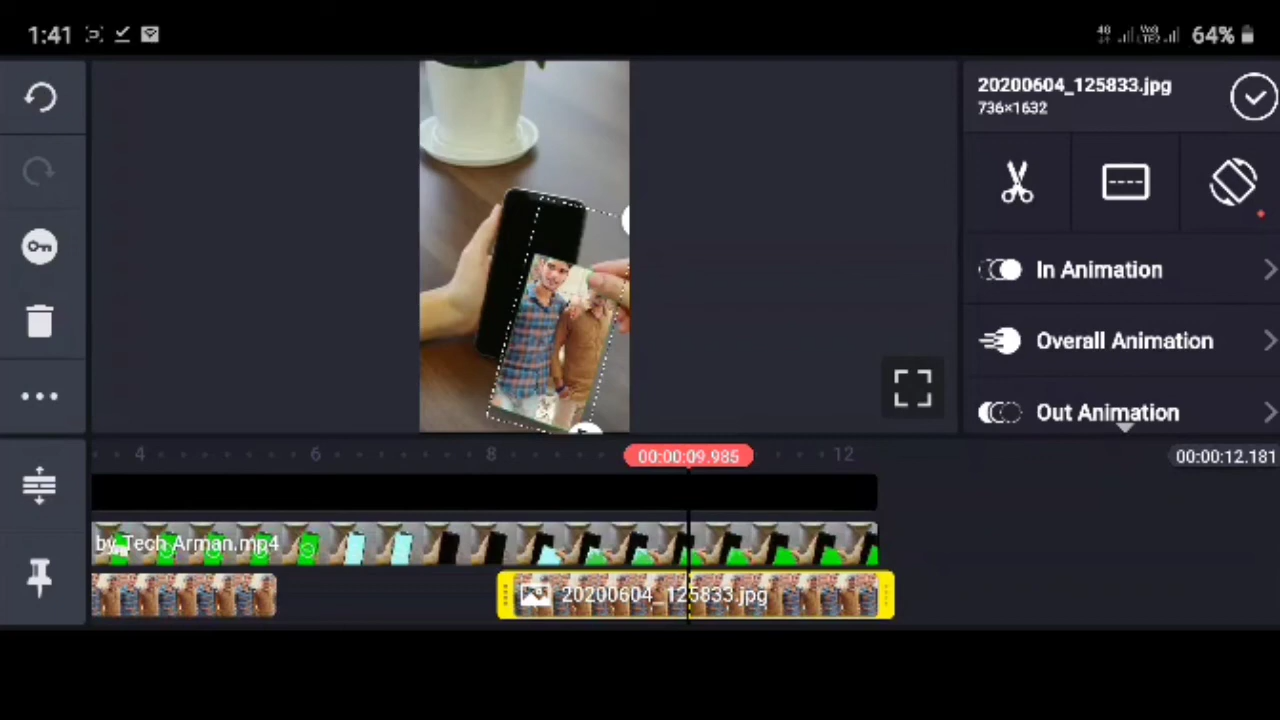 1:41
64%
20200604_125833.jpg
736×1632
In Animation
Overall Animation
Out Animation
4 6 8 00:00:09.985 12 00:00:12.181
by Tech Arman.mp4
20200604_125833.jpg